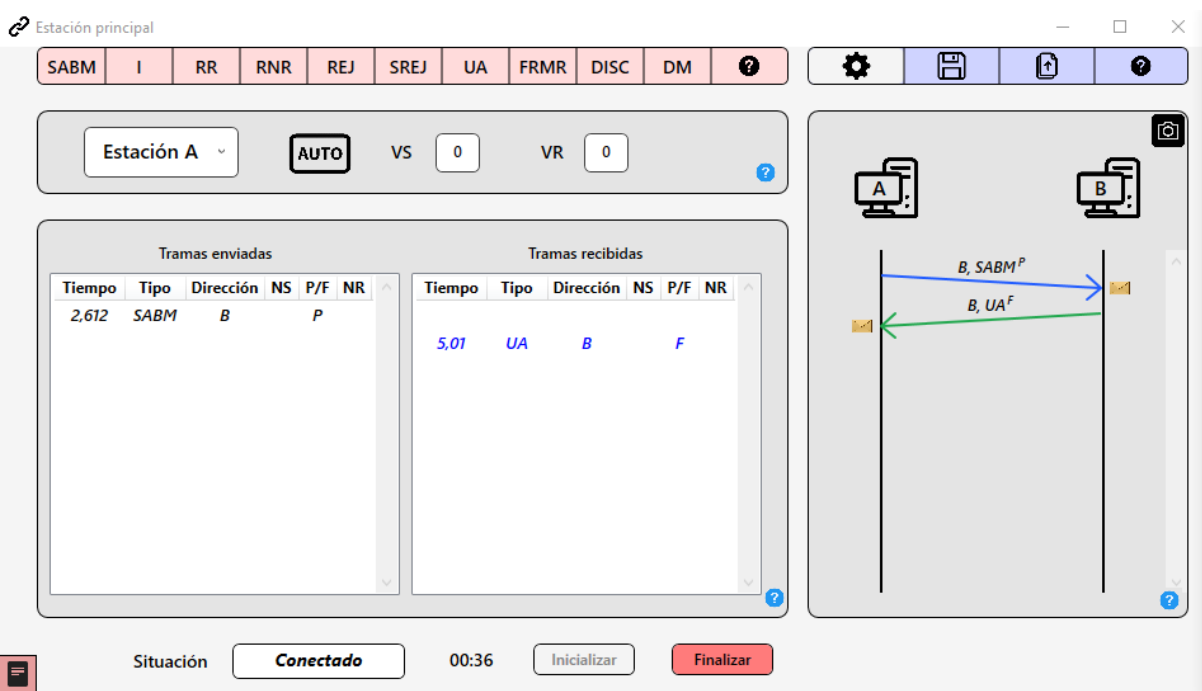 Estación principal
SABM I RR RNR REJ SREJ UA FRMR DISC DM ?
?
Estación A AUTO VS 0 VR 0
?
Tramas enviadas
Tiempo Tipo Dirección NS P/F NR
2,612 SABM B P
Tramas recibidas
Tiempo Tipo Dirección NS P/F NR
5,01 UA B F
?
A B
B, SABM^P
B, UA^F
?
Situación Conectado 00:36 Inicializar Finalizar